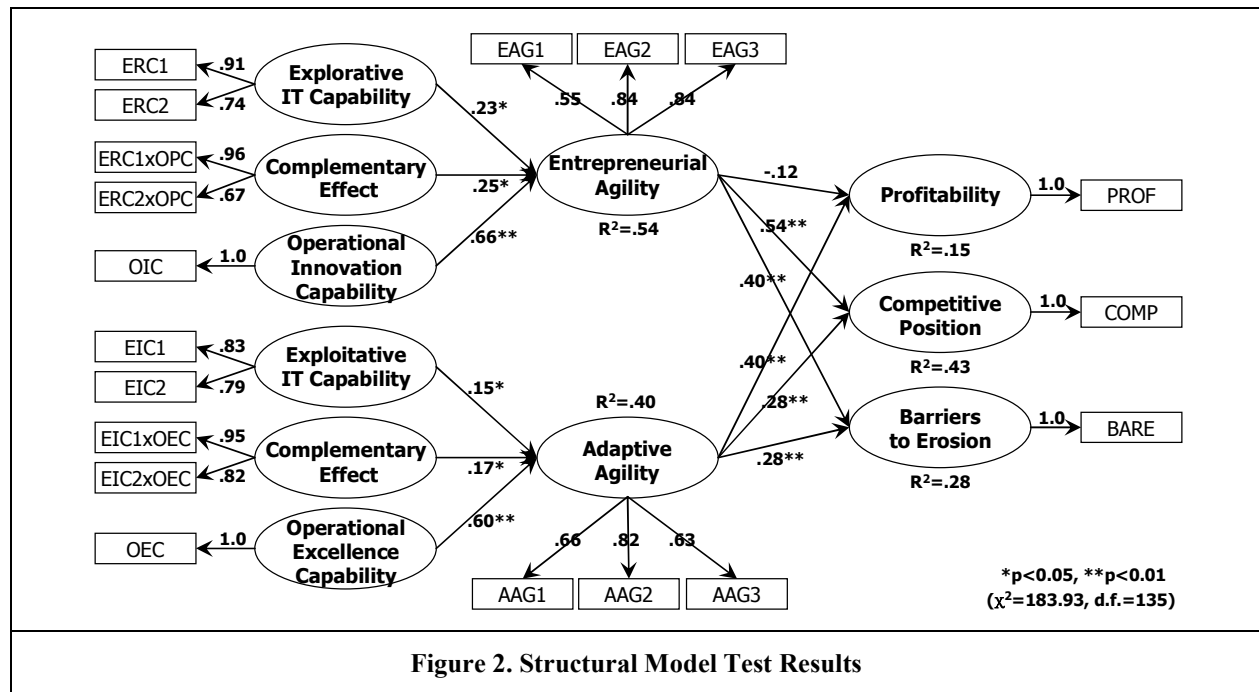 EAG1
EAG2
EAG3
.55
.84
.84
ERC1
ERC2
.91
.74
Explorative
IT Capability
.23*
ERC1xOPC
ERC2xOPC
.96
.67
Complementary
Effect
.25*
OIC
1.0
Operational
Innovation
Capability
.66**
Entrepreneurial
Agility
R²=.54
-.12
.54**
.40**
Profitability
R²=.15
1.0
PROF
Competitive
Position
R²=.43
1.0
COMP
EIC1
EIC2
.83
.79
Exploitative
IT Capability
.15*
EIC1xOEC
EIC2xOEC
.95
.82
Complementary
Effect
.17*
OEC
1.0
Operational
Excellence
Capability
.60**
R²=.40
Adaptive
Agility
.40**
.28**
.28**
Barriers
to Erosion
R²=.28
1.0
BARE
.66
.82
.63
AAG1
AAG2
AAG3
*p<0.05, **p<0.01
(χ²=183.93, d.f.=135)
Figure 2. Structural Model Test Results